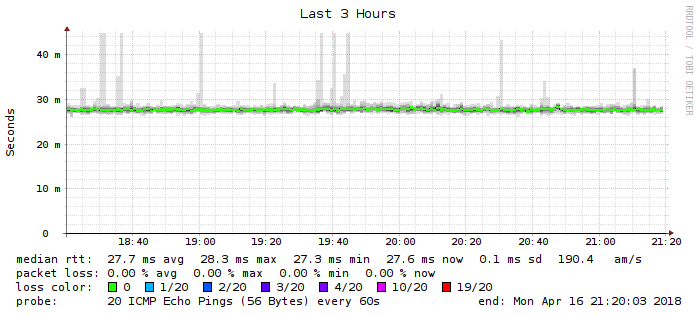 Last 3 Hours
RRDTOOL / TOBI OETIKER
Seconds
40 m
30 m
20 m
10 m
0
18:40 19:00 19:20 19:40 20:00 20:20 20:40 21:00 21:20
median rtt: 27.7 ms avg 28.3 ms max 27.3 ms min 27.6 ms now 0.1 ms sd 190.4 am/s
packet loss: 0.00 % avg 0.00 % max 0.00 % min 0.00 % now
loss color: 0 1/20 2/20 3/20 4/20 10/20 19/20
probe: 20 ICMP Echo Pings (56 Bytes) every 60s end: Mon Apr 16 21:20:03 2018